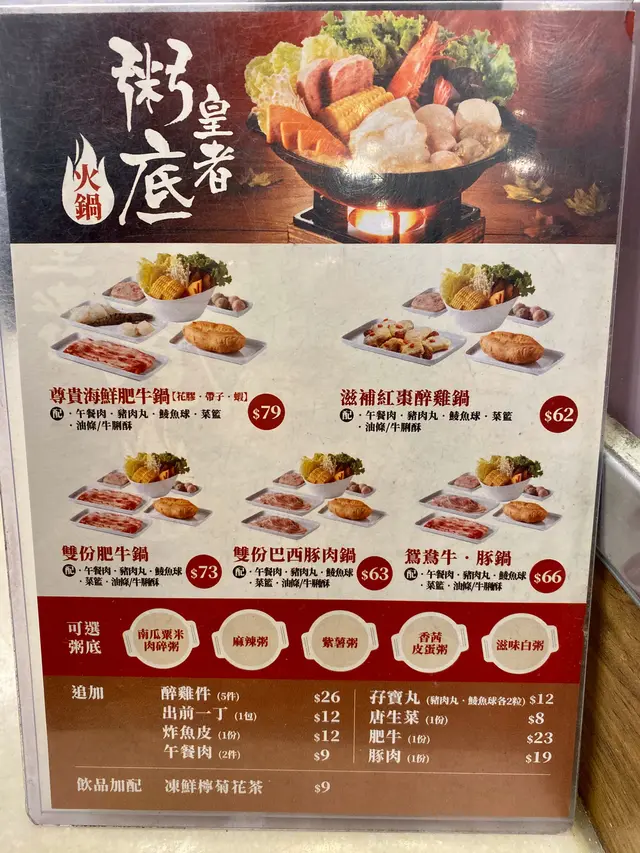 皇者
粥底
火鍋
尊貴海鮮肥牛鍋【花膠·帶子·蝦】
配 ·午餐肉·豬肉丸·鯪魚球·菜籃
·油條/牛脷酥
$79
滋補紅棗醉雞鍋
配 ·午餐肉·豬肉丸·鯪魚球·菜籃
·油條/牛脷酥
$62
雙份肥牛鍋
配 ·午餐肉·豬肉丸·鯪魚球
·菜籃·油條/牛脷酥
$73
雙份巴西豚肉鍋
配 ·午餐肉·豬肉丸·鯪魚球
·菜籃·油條/牛脷酥
$63
鴛鴦牛·豚鍋
配 ·午餐肉·豬肉丸·鯪魚球
·菜籃·油條/牛脷酥
$66
可選
粥底
南瓜粟米
肉碎粥
麻辣粥
紫薯粥
香茜
皮蛋粥
滋味白粥
追加
醉雞件 (5件) $26
出前一丁 (1包) $12
炸魚皮 (1份) $12
午餐肉 (2件) $9
孖寶丸 (豬肉丸、鯪魚球各2粒) $12
唐生菜 (1份) $8
肥牛 (1份) $23
豚肉 (1份) $19
飲品加配 凍鮮檸菊花茶 $9